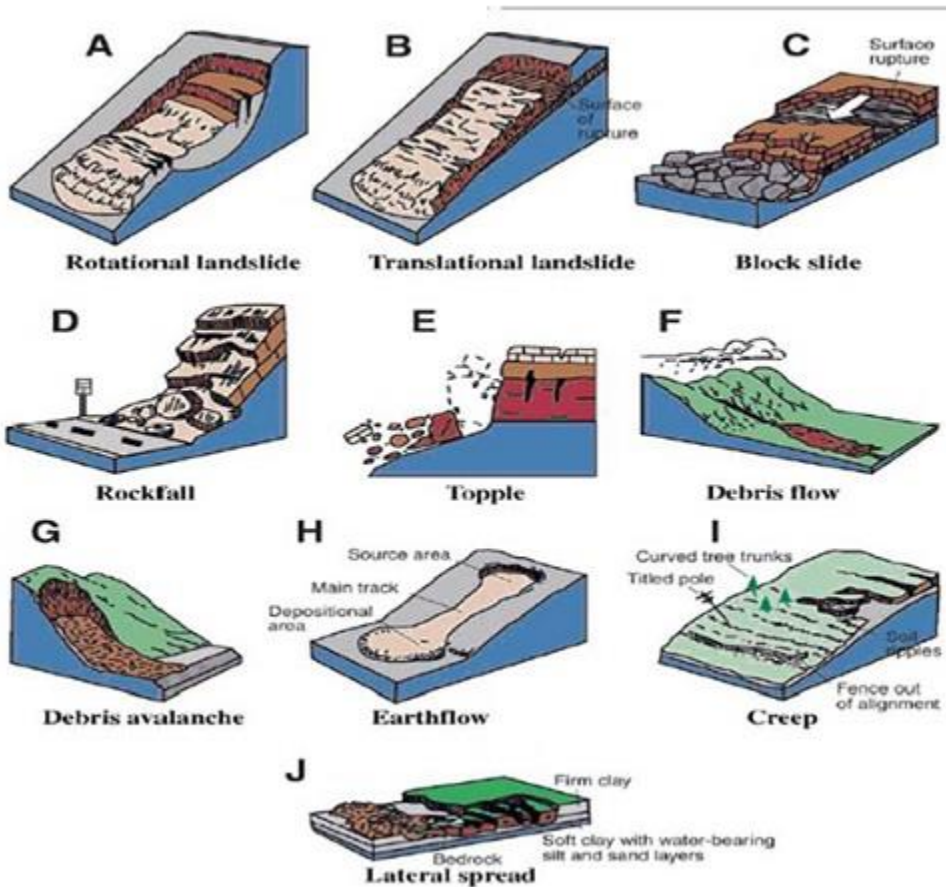 A
B
C
Surface
rupture
Surface
of
rupture
Rotational landslide
Translational landslide
Block slide
D
E
F
Rockfall
Topple
Debris flow
G
H
I
Source area
Main track
Depositional
area
Curved tree trunks
Titled pole
Soil
ripples
Fence out
of alignment
Debris avalanche
Earthflow
Creep
J
Firm clay
Soft clay with water-bearing
silt and sand layers
Bedrock
Lateral spread